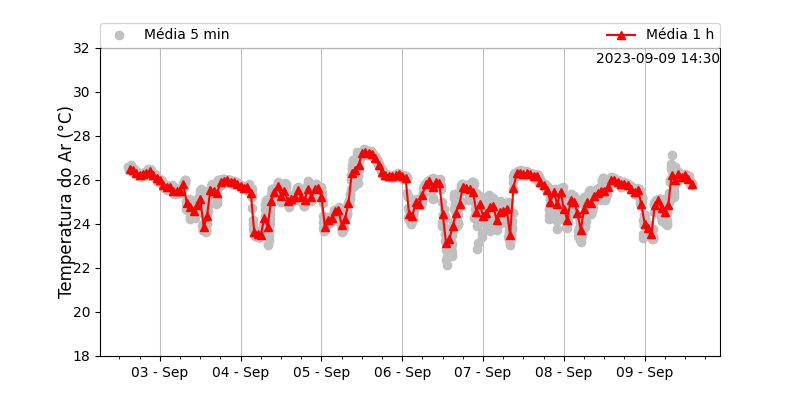 Média 5 min
Média 1 h
2023-09-09 14:30
Temperatura do Ar (°C)
32
30
28
26
24
22
20
18
03 - Sep
04 - Sep
05 - Sep
06 - Sep
07 - Sep
08 - Sep
09 - Sep